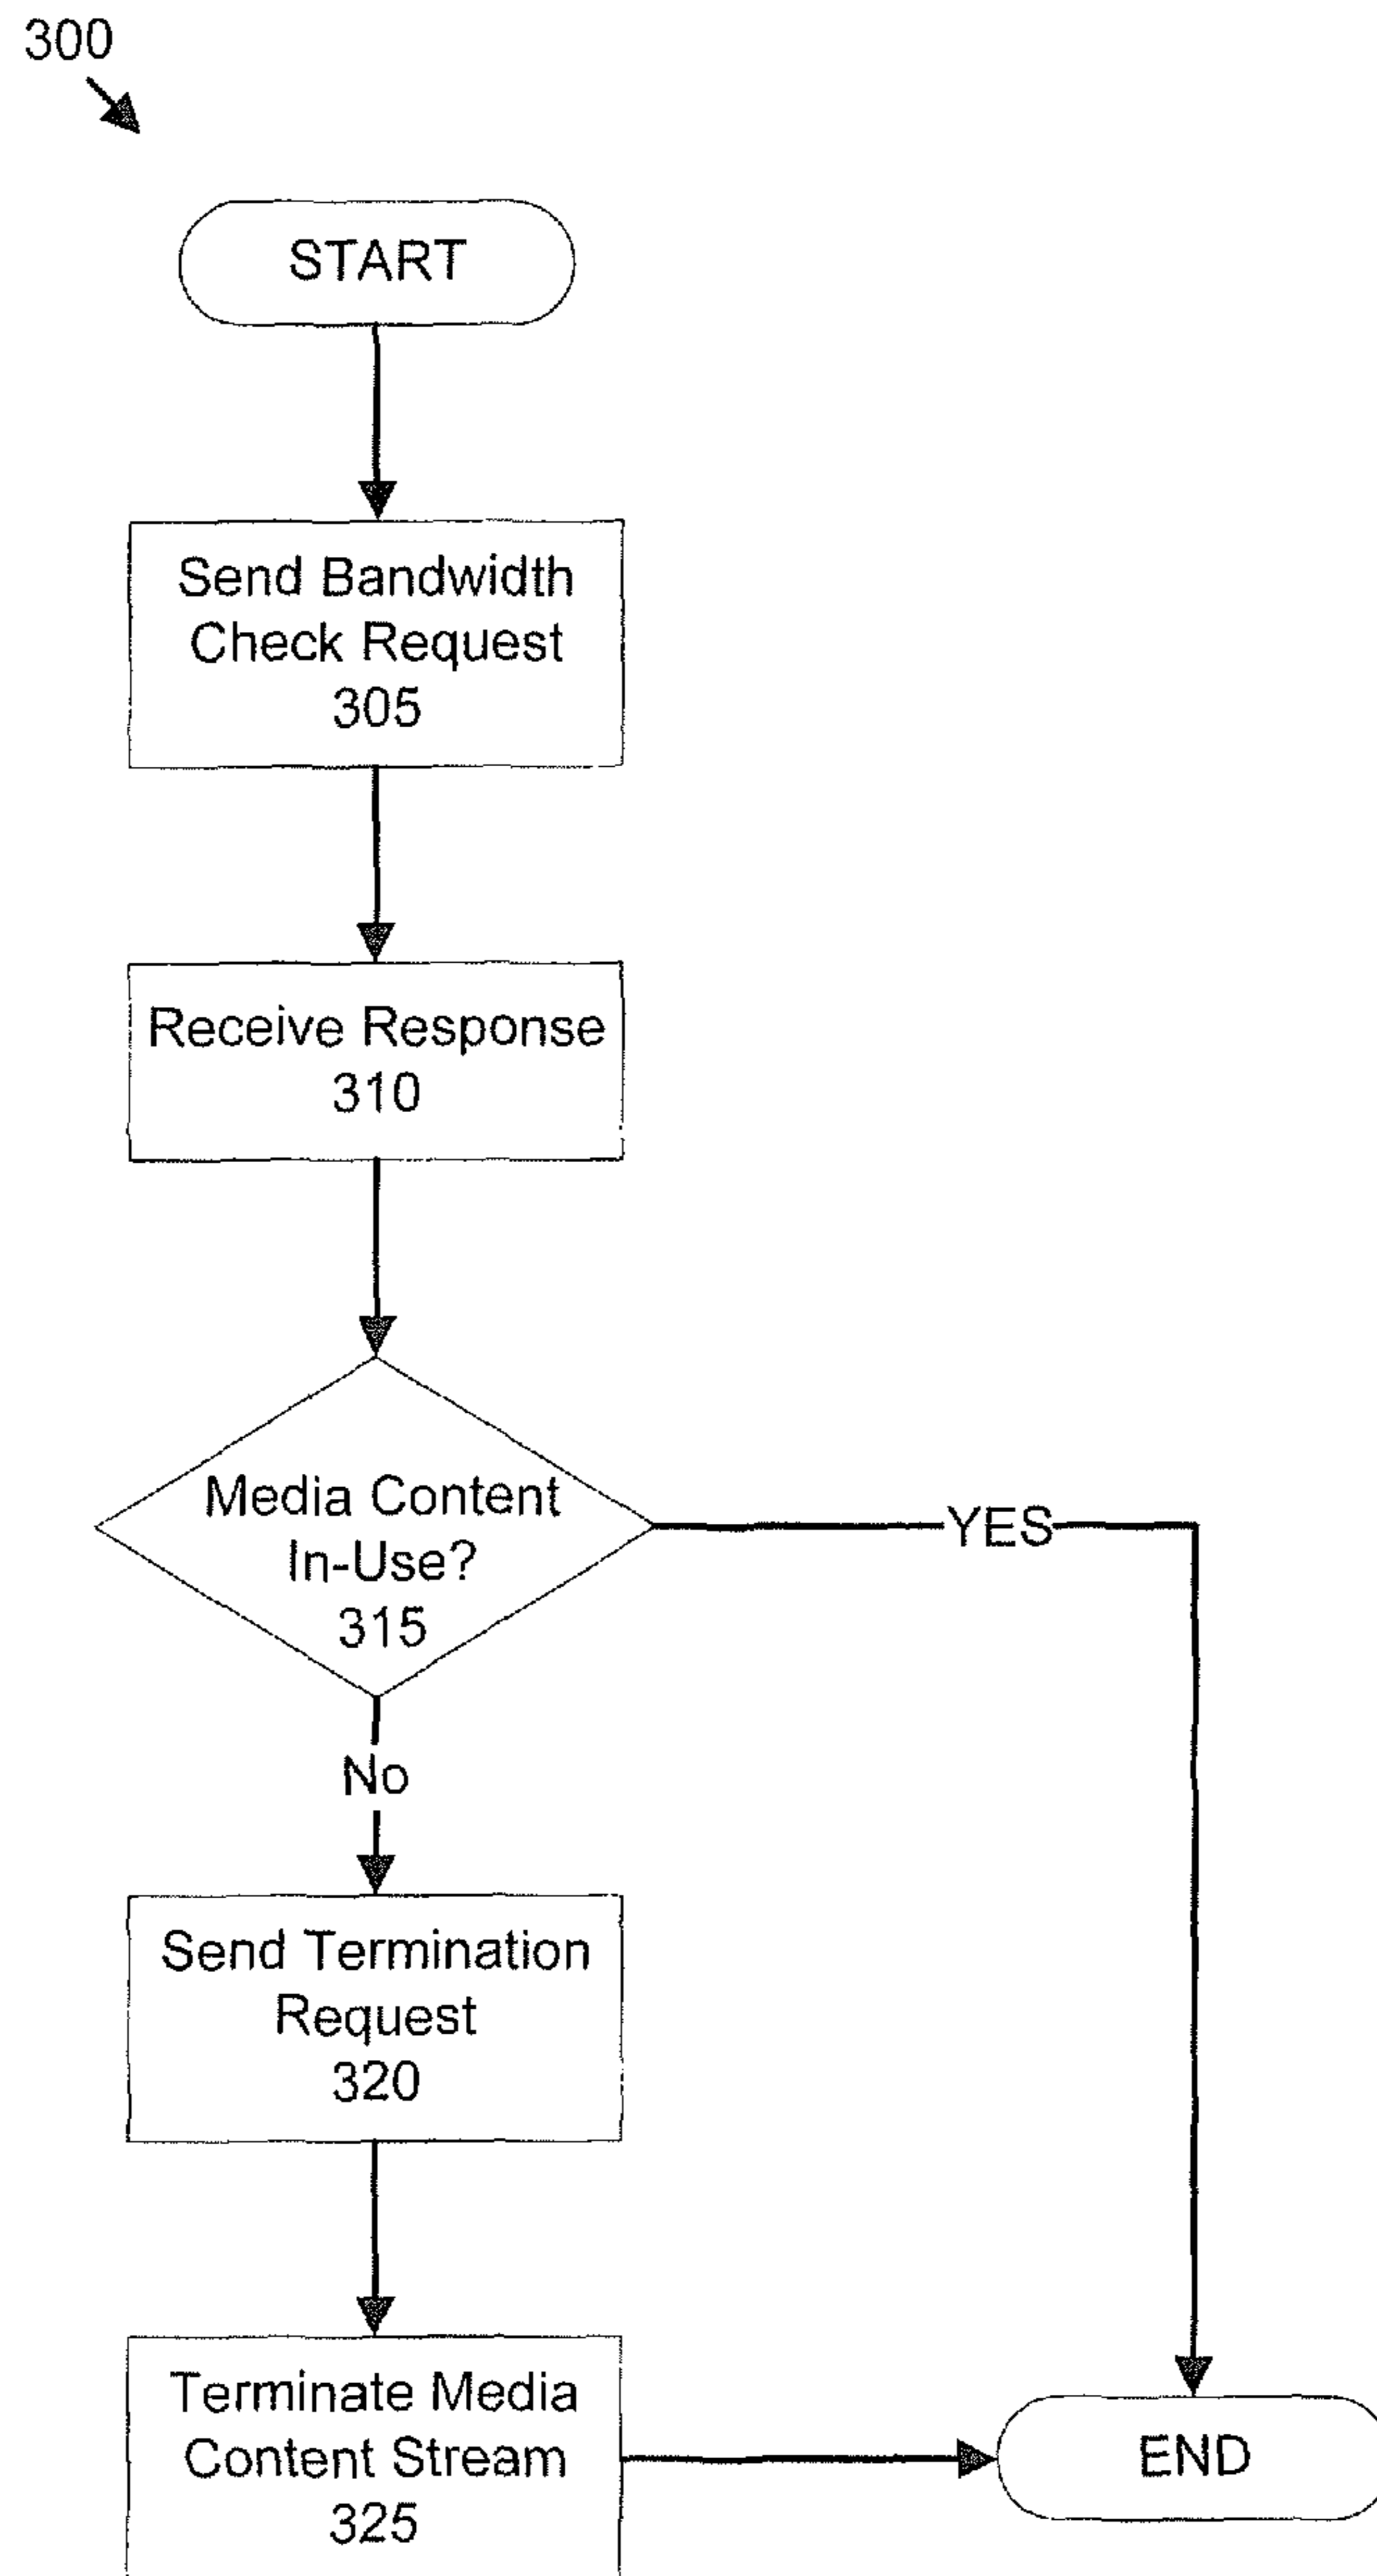 300
START
Send Bandwidth
Check Request
305
Receive Response
310
Media Content
In-Use?
315
YES
No
Send Termination
Request
320
Terminate Media
Content Stream
325
END